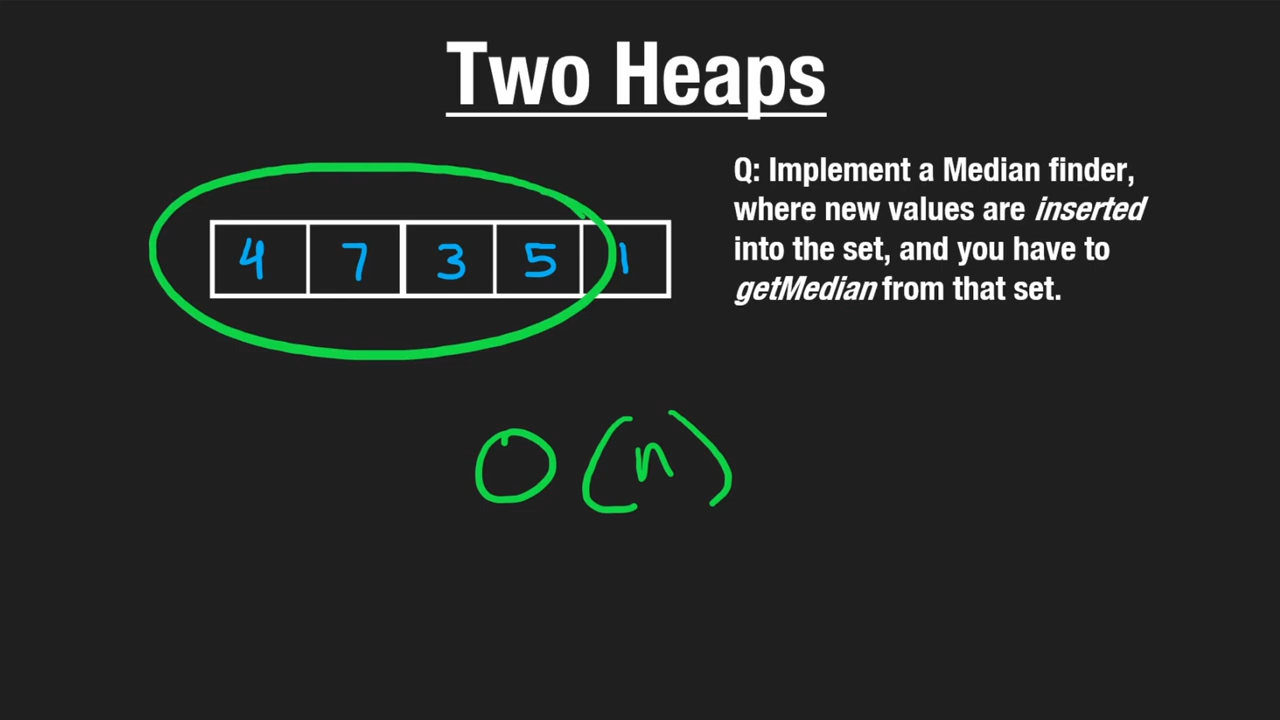 Two Heaps
Q: Implement a Median finder,
where new values are inserted
into the set, and you have to
getMedian from that set.
4 7 3 5 1
O(n)